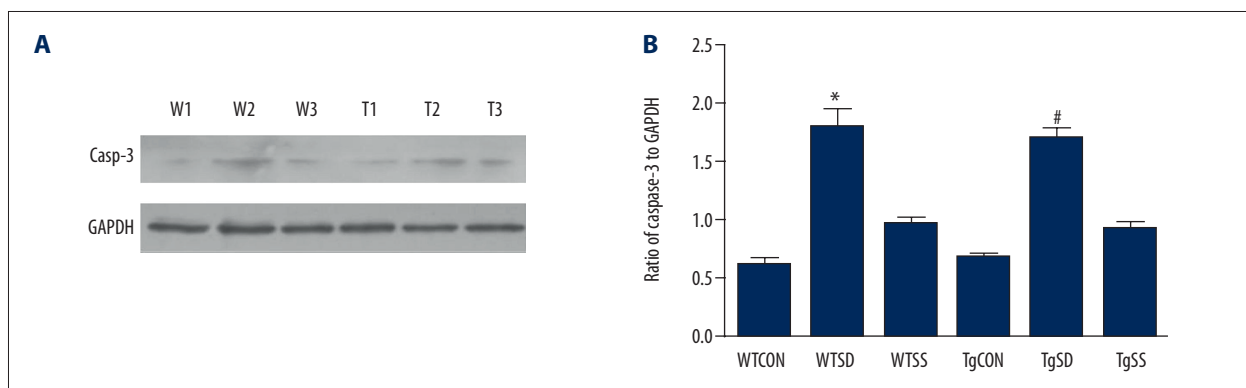 A
W1 W2 W3 T1 T2 T3
Casp-3
GAPDH
B
Ratio of caspase-3 to GAPDH
2.5
2.0
1.5
1.0
0.5
0.0
*
#
WTCON WTSD WTSS TgCON TgSD TgSS